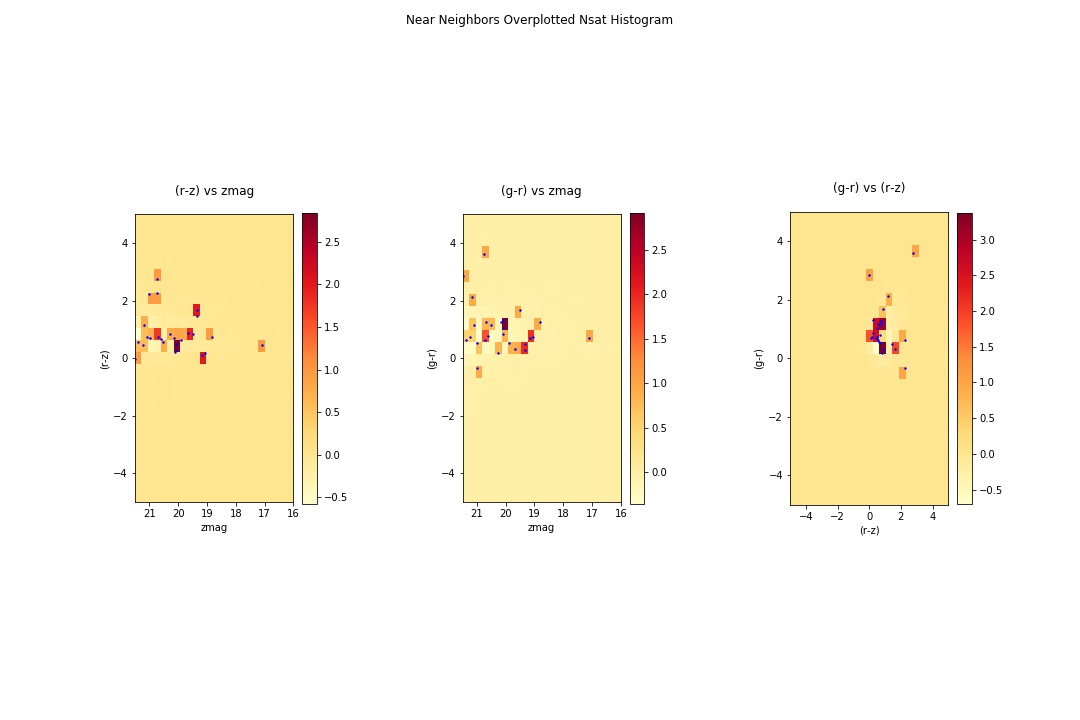 Near Neighbors Overplotted Nsat Histogram
(r-z) vs zmag
4
2
0
−2
−4
(r-z)
21 20 19 18 17 16
zmag
2.5
2.0
1.5
1.0
0.5
0.0
−0.5
(g-r) vs zmag
4
2
0
−2
−4
(g-r)
21 20 19 18 17 16
zmag
2.5
2.0
1.5
1.0
0.5
0.0
(g-r) vs (r-z)
4
2
0
−2
−4
(g-r)
−4 −2 0 2 4
(r-z)
3.0
2.5
2.0
1.5
1.0
0.5
0.0
−0.5